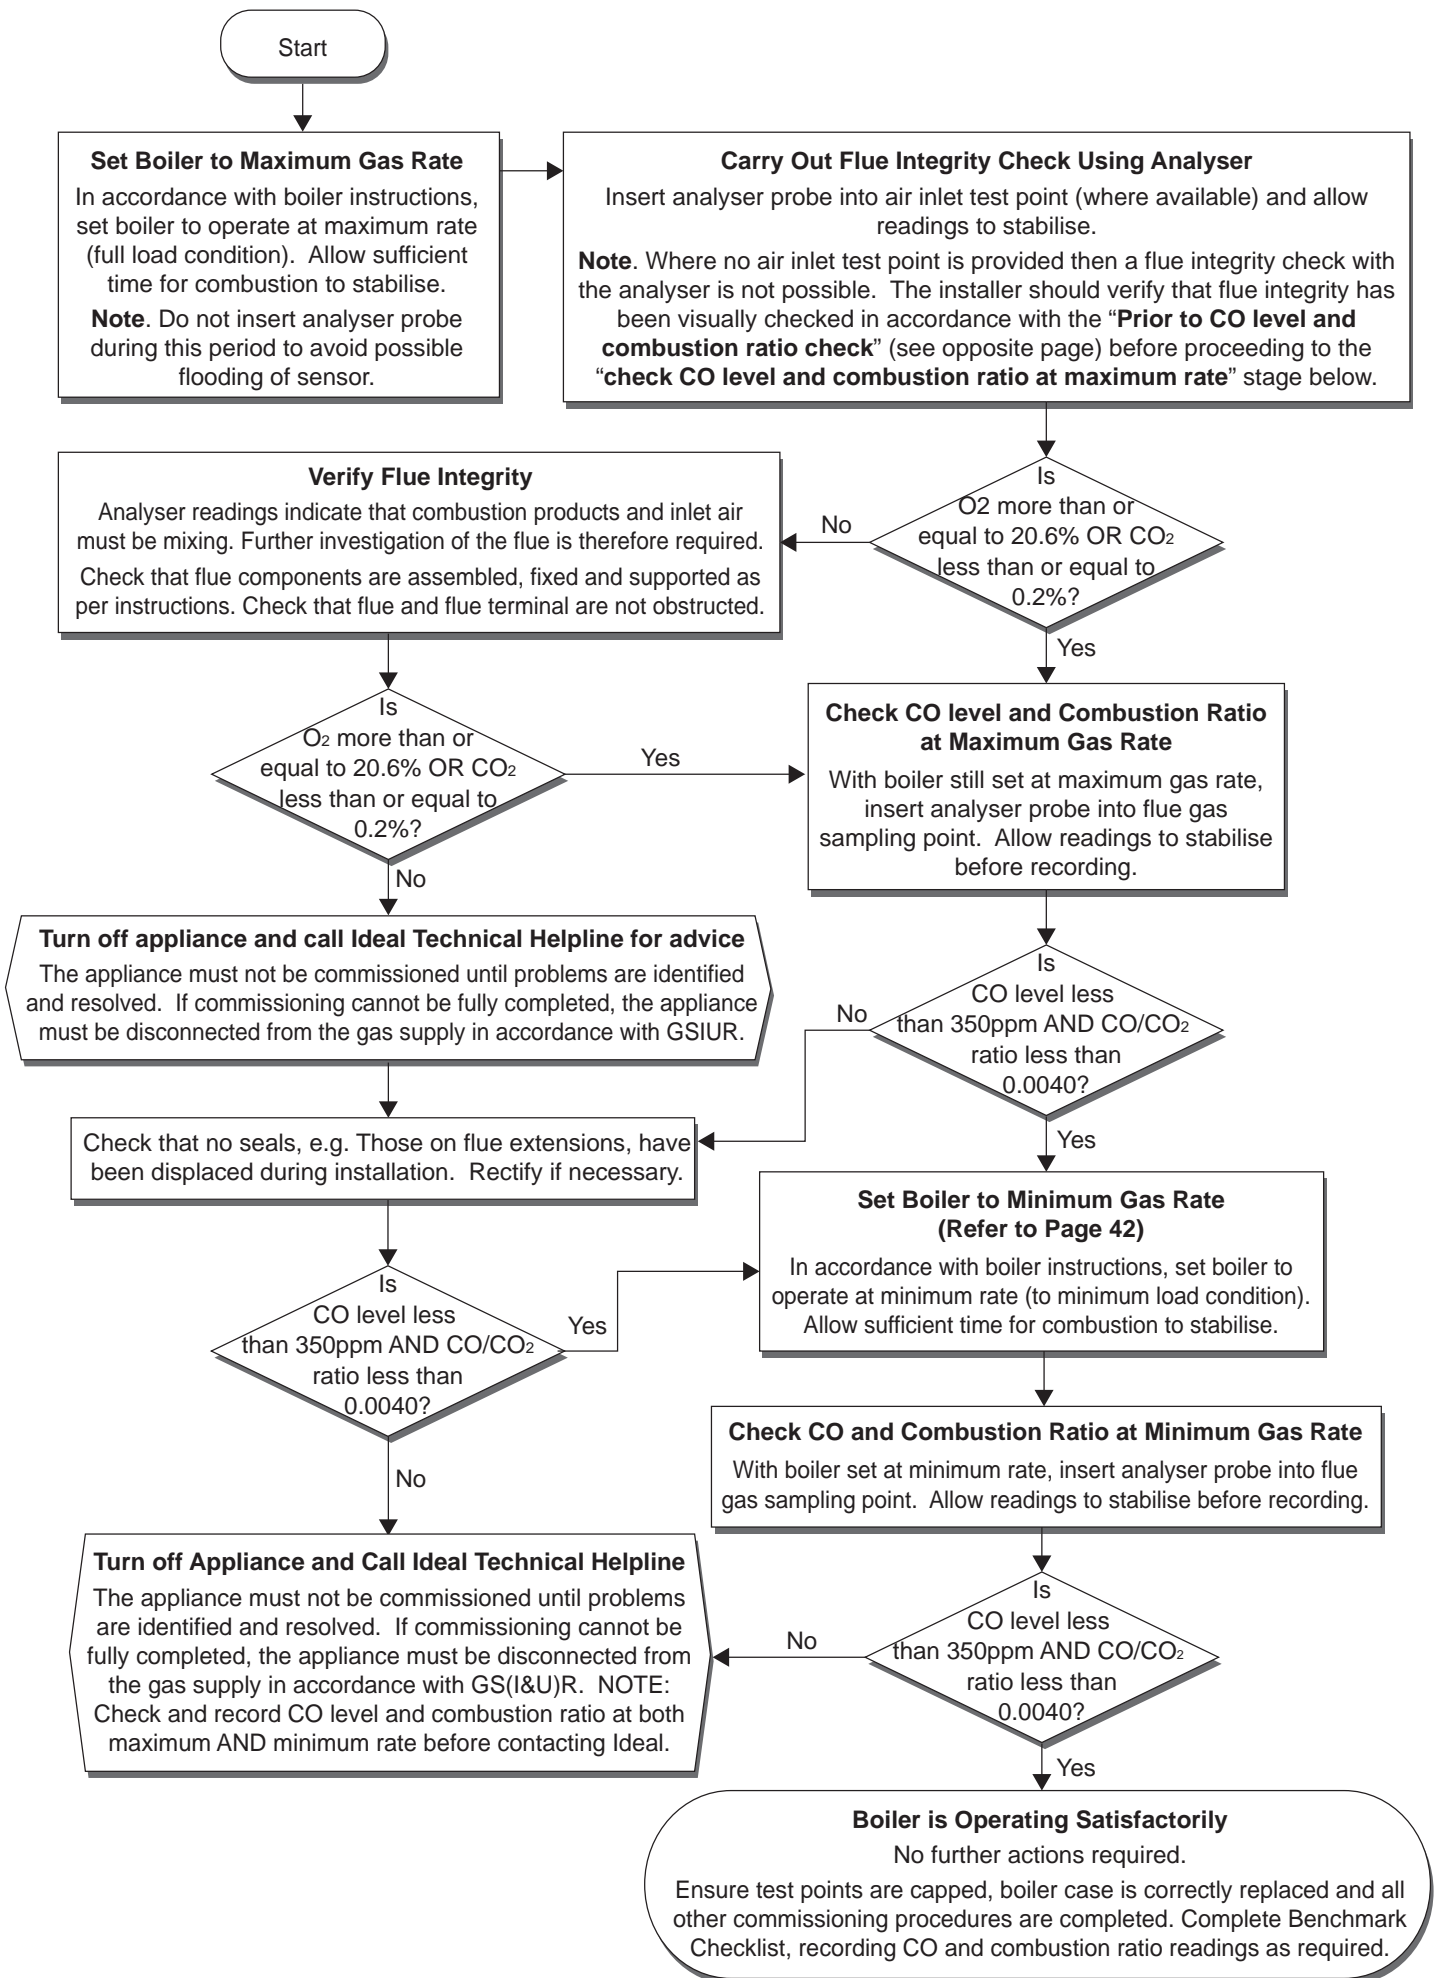 Start
Set Boiler to Maximum Gas Rate
In accordance with boiler instructions,
set boiler to operate at maximum rate
(full load condition).  Allow sufficient
time for combustion to stabilise.
Note. Do not insert analyser probe
during this period to avoid possible
flooding of sensor.
Carry Out Flue Integrity Check Using Analyser
Insert analyser probe into air inlet test point (where available) and allow
readings to stabilise.
Note. Where no air inlet test point is provided then a flue integrity check with
the analyser is not possible.  The installer should verify that flue integrity has
been visually checked in accordance with the “Prior to CO level and
combustion ratio check” (see opposite page) before proceeding to the
“check CO level and combustion ratio at maximum rate” stage below.
Is
O2 more than or
equal to 20.6% OR CO2
less than or equal to
0.2%?
No
Yes
Verify Flue Integrity
Analyser readings indicate that combustion products and inlet air
must be mixing. Further investigation of the flue is therefore required.
Check that flue components are assembled, fixed and supported as
per instructions. Check that flue and flue terminal are not obstructed.
Is
O2 more than or
equal to 20.6% OR CO2
less than or equal to
0.2%?
Yes
No
Check CO level and Combustion Ratio
at Maximum Gas Rate
With boiler still set at maximum gas rate,
insert analyser probe into flue gas
sampling point.  Allow readings to stabilise
before recording.
Turn off appliance and call Ideal Technical Helpline for advice
The appliance must not be commissioned until problems are identified
and resolved.  If commissioning cannot be fully completed, the appliance
must be disconnected from the gas supply in accordance with GSIUR.
Is
CO level less
than 350ppm AND CO/CO2
ratio less than
0.0040?
No
Yes
Check that no seals, e.g. Those on flue extensions, have
been displaced during installation.  Rectify if necessary.
Is
CO level less
than 350ppm AND CO/CO2
ratio less than
0.0040?
Yes
No
Set Boiler to Minimum Gas Rate
(Refer to Page 42)
In accordance with boiler instructions, set boiler to
operate at minimum rate (to minimum load condition).
Allow sufficient time for combustion to stabilise.
Check CO and Combustion Ratio at Minimum Gas Rate
With boiler set at minimum rate, insert analyser probe into flue
gas sampling point.  Allow readings to stabilise before recording.
Turn off Appliance and Call Ideal Technical Helpline
The appliance must not be commissioned until problems
are identified and resolved.  If commissioning cannot be
fully completed, the appliance must be disconnected from
the gas supply in accordance with GS(I&U)R.  NOTE:
Check and record CO level and combustion ratio at both
maximum AND minimum rate before contacting Ideal.
Is
CO level less
than 350ppm AND CO/CO2
ratio less than
0.0040?
No
Yes
Boiler is Operating Satisfactorily
No further actions required.
Ensure test points are capped, boiler case is correctly replaced and all
other commissioning procedures are completed. Complete Benchmark
Checklist, recording CO and combustion ratio readings as required.